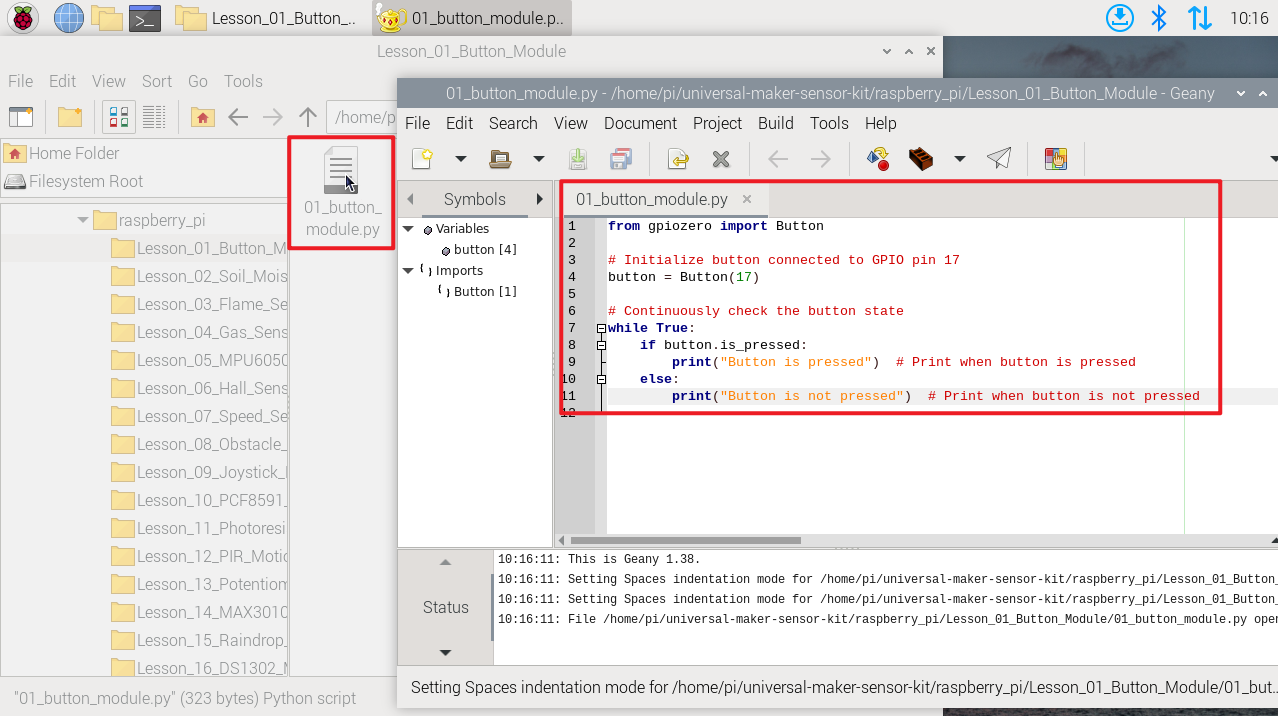 Lesson_01_Button_..
01_button_module.p..
10:16
Lesson_01_Button_Module
File Edit View Sort Go Tools
/home/p
Home Folder
Filesystem Root
raspberry_pi
Lesson_01_Button_M
Lesson_02_Soil_Mois
Lesson_03_Flame_Se
Lesson_04_Gas_Sens
Lesson_05_MPU6050
Lesson_06_Hall_Sens
Lesson_07_Speed_Se
Lesson_08_Obstacle_
Lesson_09_Joystick_
Lesson_10_PCF8591_
Lesson_11_Photoresi
Lesson_12_PIR_Motio
Lesson_13_Potention
Lesson_14_MAX3010
Lesson_15_Raindrop_
Lesson_16_DS1302_M
01_button_
module.py
"01_button_module.py" (323 bytes) Python script
01_button_module.py - /home/pi/universal-maker-sensor-kit/raspberry_pi/Lesson_01_Button_Module - Geany
File Edit Search View Document Project Build Tools Help
Symbols
Variables
button [4]
Imports
Button [1]
01_button_module.py
1 from gpiozero import Button
2
3 # Initialize button connected to GPIO pin 17
4 button = Button(17)
5
6 # Continuously check the button state
7 while True:
8     if button.is_pressed:
9         print("Button is pressed")  # Print when button is pressed
10     else:
11         print("Button is not pressed")  # Print when button is not pressed
12
Status
10:16:11: This is Geany 1.38.
10:16:11: Setting Spaces indentation mode for /home/pi/universal-maker-sensor-kit/raspberry_pi/Lesson_01_Button_
10:16:11: Setting Spaces indentation mode for /home/pi/universal-maker-sensor-kit/raspberry_pi/Lesson_01_Button_
10:16:11: File /home/pi/universal-maker-sensor-kit/raspberry_pi/Lesson_01_Button_Module/01_button_module.py open
Setting Spaces indentation mode for /home/pi/universal-maker-sensor-kit/raspberry_pi/Lesson_01_Button_Module/01_but...